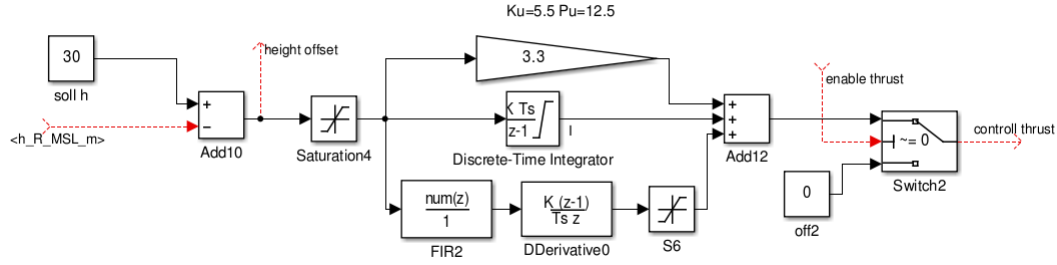 Ku=5.5 Pu=12.5
30
soll h
<h_R_MSL_m>
+
−
Add10
height offset
Saturation4
3.3
K Ts
z-1
I
Discrete-Time Integrator
num(z)
1
FIR2
K (z-1)
Ts z
DDerivative0
S6
+
+
+
Add12
enable thrust
0
off2
~= 0
Switch2
controll thrust